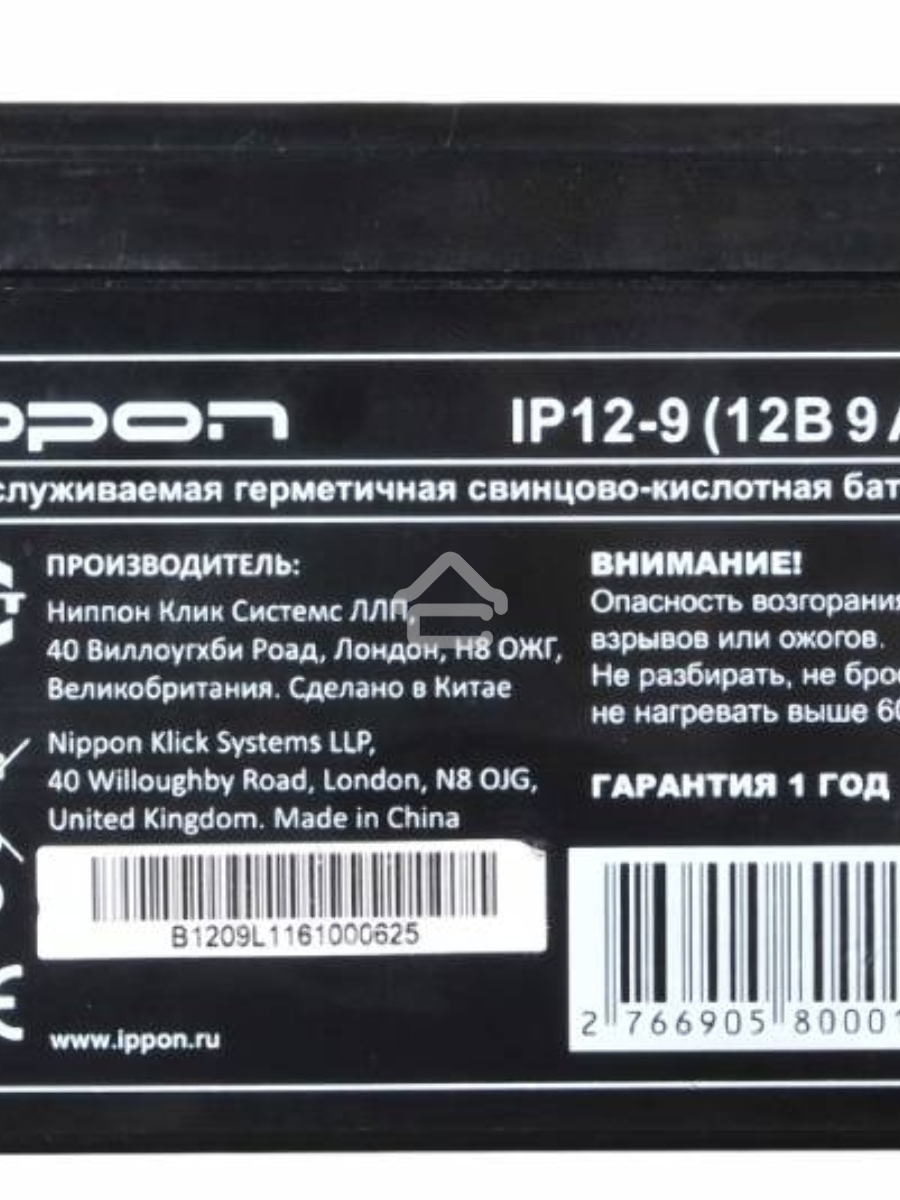 ippon
IP12-9 (12В 9 А
служиваемая герметичная свинцово-кислотная бат
ПРОИЗВОДИТЕЛЬ:
Ниппон Клик Системс ЛЛП,
40 Виллоугхби Роад, Лондон, Н8 ОЖГ,
Великобритания. Сделано в Китае
Nippon Klick Systems LLP,
40 Willoughby Road, London, N8 OJG,
United Kingdom. Made in China
B1209L1161000625
www.ippon.ru
ВНИМАНИЕ!
Опасность возгорания
взрывов или ожогов.
Не разбирать, не брос
не нагревать выше 60
ГАРАНТИЯ 1 ГОД
2 766905 80001